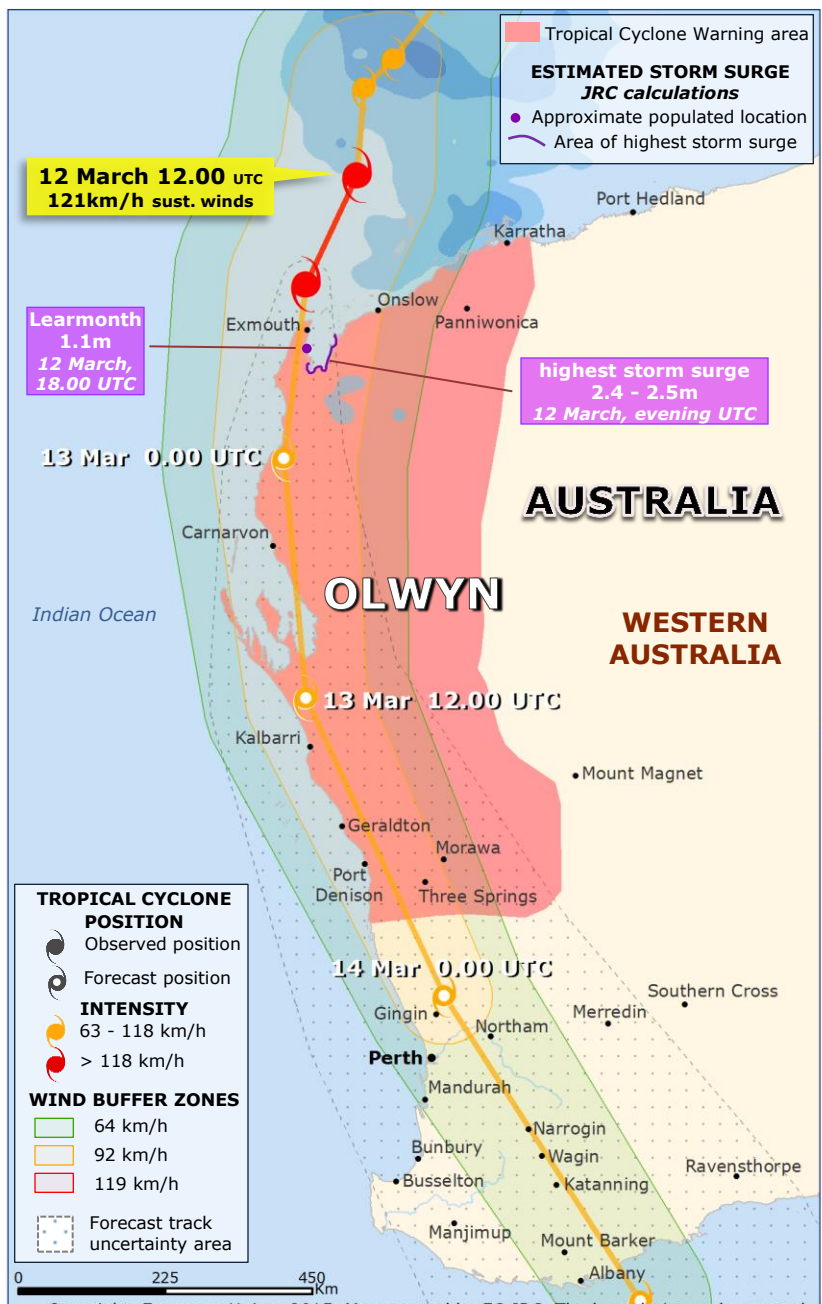 Tropical Cyclone Warning area
ESTIMATED STORM SURGE
JRC calculations
Approximate populated location
Area of highest storm surge
12 March 12.00 UTC
121km/h sust. winds
Port Hedland
Karratha
Onslow
Panniwonica
Exmouth
Learmonth
1.1m
12 March,
18.00 UTC
highest storm surge
2.4 - 2.5m
12 March, evening UTC
13 Mar 0.00 UTC
AUSTRALIA
Carnarvon
OLWYN
Indian Ocean
WESTERN
AUSTRALIA
13 Mar 12.00 UTC
Kalbarri
Mount Magnet
Geraldton
Morawa
Port
Denison
Three Springs
14 Mar 0.00 UTC
Southern Cross
Gingin
Merredin
Northam
Perth
Mandurah
Narrogin
Bunbury
Wagin
Ravensthorpe
Busselton
Katanning
Manjimup
Mount Barker
Albany
TROPICAL CYCLONE
POSITION
Observed position
Forecast position
INTENSITY
63 - 118 km/h
> 118 km/h
WIND BUFFER ZONES
64 km/h
92 km/h
119 km/h
Forecast track
uncertainty area
0 225 450
Km